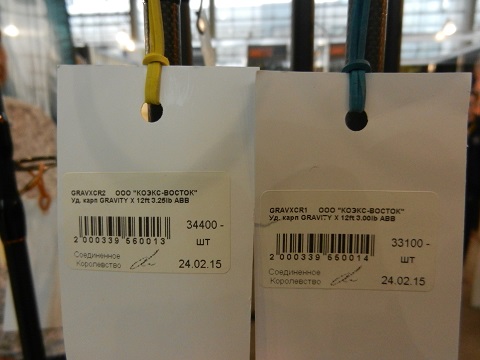 GRAVXCR2 ООО "КОЭКС-ВОСТОК"
Уд. карп GRAVITY X 12ft 3.25lb ABB
34400 -
шт
2 000339 560013
Соединенное
Королевство
24.02.15
GRAVXCR1 ООО "КОЭКС-ВОСТОК"
Уд. карп GRAVITY X 12ft 3.00lb ABB
33100 -
шт
2 000339 550014
Соединенное
Королевство
24.02.15